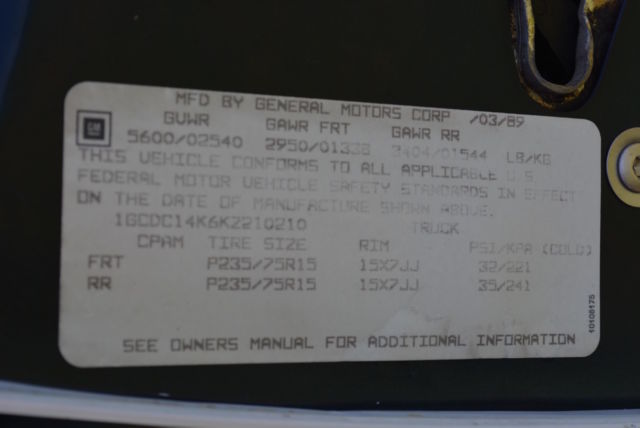 MFD BY GENERAL MOTORS CORP /03/89
GVWR GAWR FRT GAWR RR
5600/02540 2950/01338 3404/01544 LB/KG
THIS VEHICLE CONFORMS TO ALL APPLICABLE U.S.
FEDERAL MOTOR VEHICLE SAFETY STANDARDS IN EFFECT
ON THE DATE OF MANUFACTURE SHOWN ABOVE.
1GCDC14K6KZ210210 TRUCK
CPAM TIRE SIZE RIM PSI/KPA (COLD)
FRT P235/75R15 15X7JJ 32/221
RR P235/75R15 15X7JJ 35/241
SEE OWNERS MANUAL FOR ADDITIONAL INFORMATION
10108175
GM